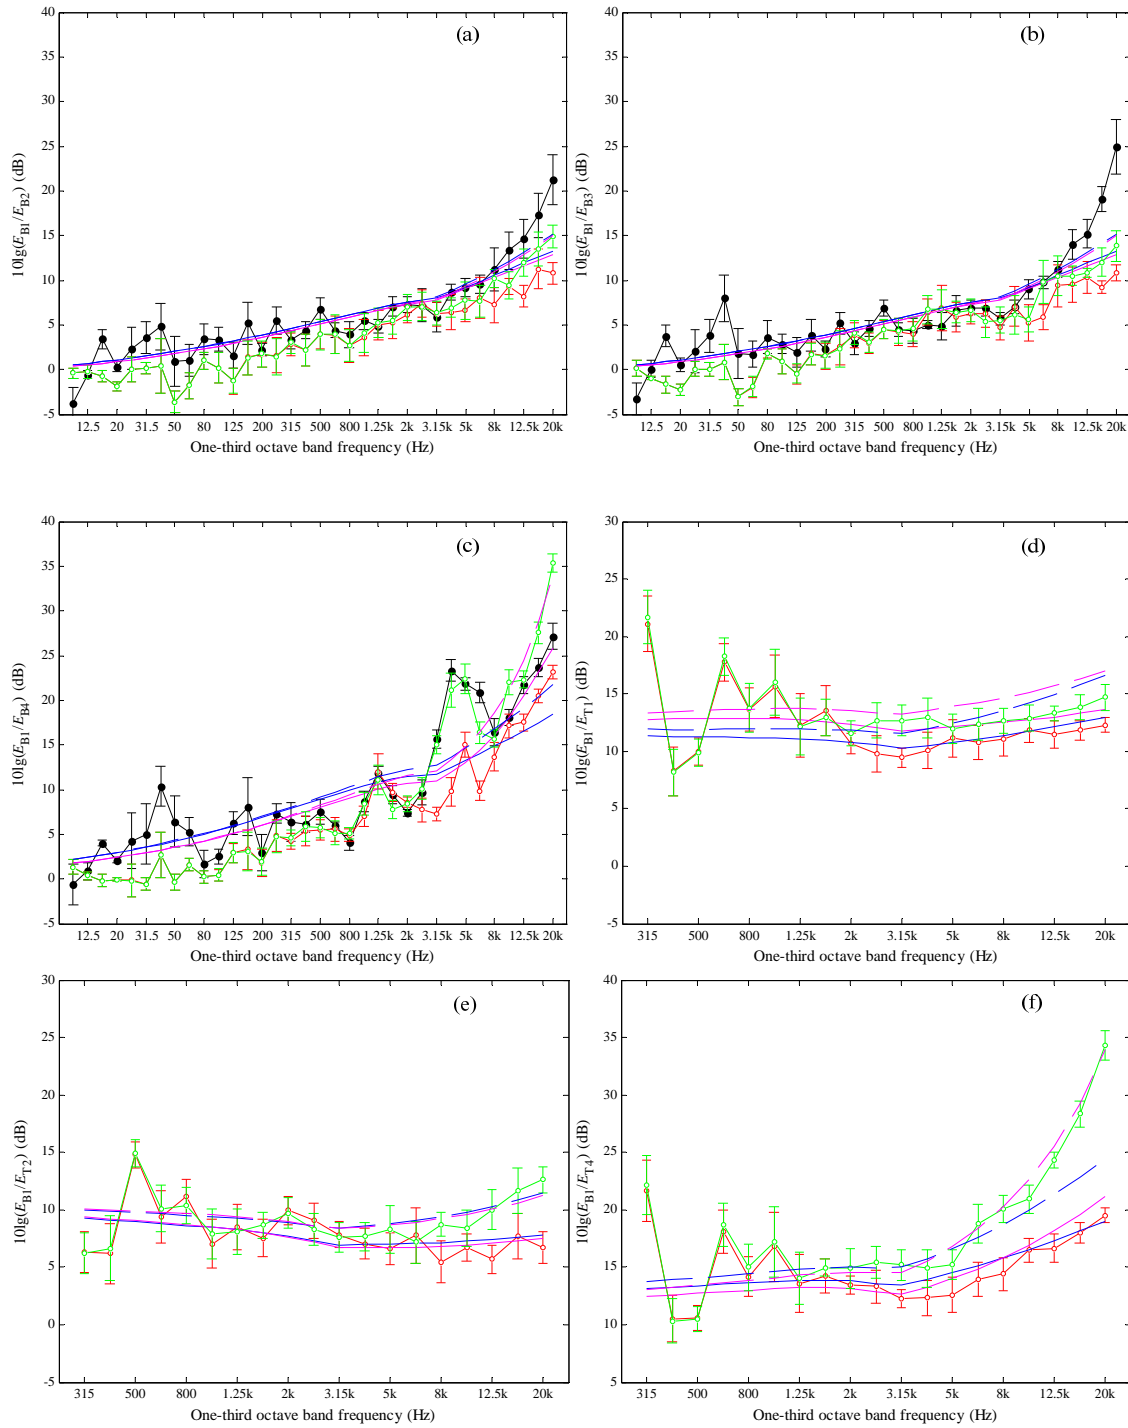 (a)
40
35
30
25
20
15
10
5
0
-5
10lg(EB1/EB2) (dB)
12.5 20 31.5 50 80 125 200 315 500 800 1.25k 2k 3.15k 5k 8k 12.5k 20k
One-third octave band frequency (Hz)
(b)
40
35
30
25
20
15
10
5
0
-5
10lg(EB1/EB3) (dB)
12.5 20 31.5 50 80 125 200 315 500 800 1.25k 2k 3.15k 5k 8k 12.5k 20k
One-third octave band frequency (Hz)
(c)
40
35
30
25
20
15
10
5
0
-5
10lg(EB1/EB4) (dB)
12.5 20 31.5 50 80 125 200 315 500 800 1.25k 2k 3.15k 5k 8k 12.5k 20k
One-third octave band frequency (Hz)
(d)
30
25
20
15
10
5
0
-5
10lg(EB1/ET1) (dB)
315 500 800 1.25k 2k 3.15k 5k 8k 12.5k 20k
One-third octave band frequency (Hz)
(e)
30
25
20
15
10
5
0
-5
10lg(EB1/ET2) (dB)
315 500 800 1.25k 2k 3.15k 5k 8k 12.5k 20k
One-third octave band frequency (Hz)
(f)
40
35
30
25
20
15
10
5
10lg(EB1/ET4) (dB)
315 500 800 1.25k 2k 3.15k 5k 8k 12.5k 20k
One-third octave band frequency (Hz)